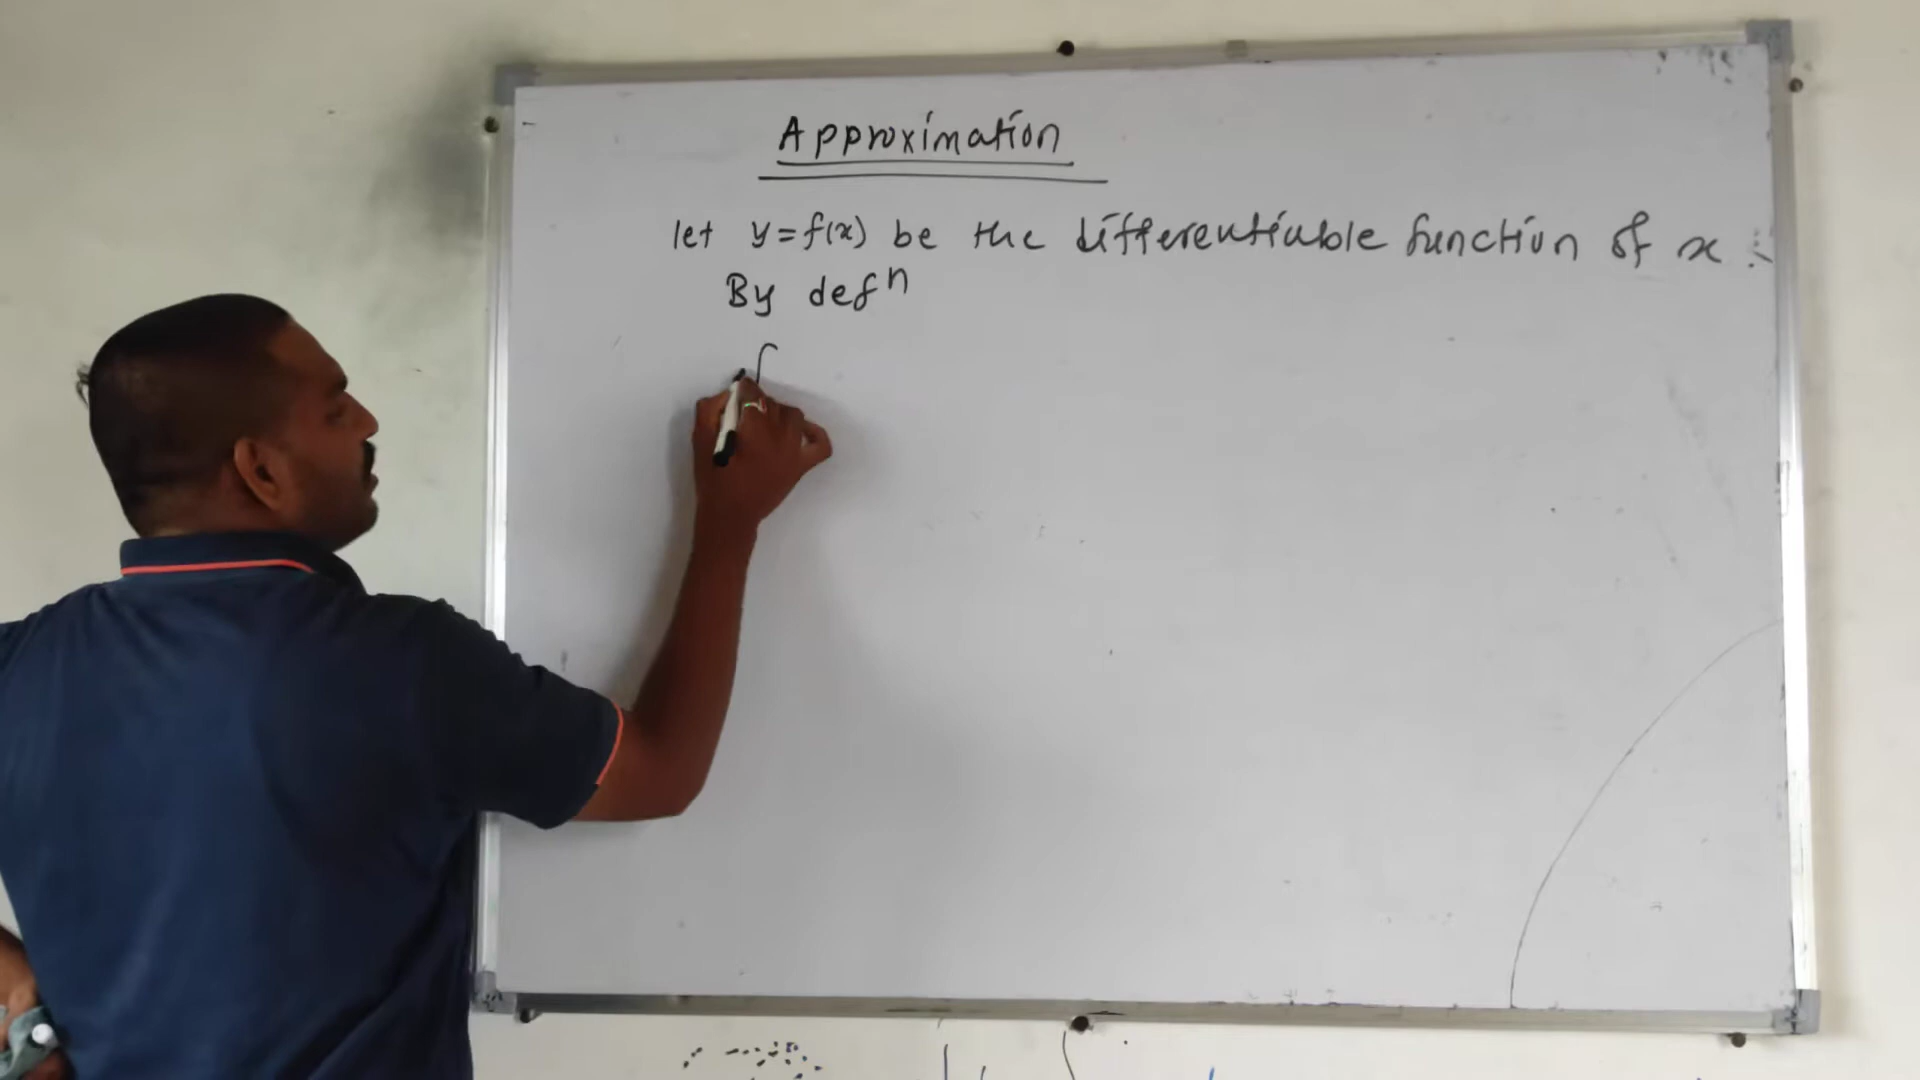 Approximation
let y = f(x) be the differentiable function of x ∴
By defⁿ
f